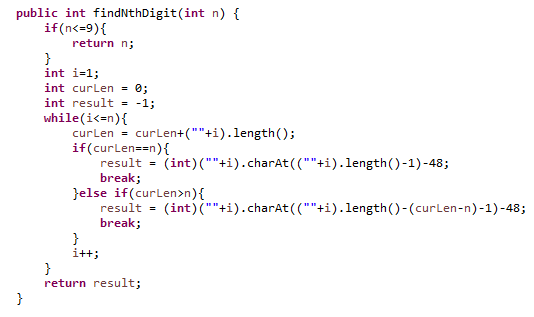 public int findNthDigit(int n) {
    if(n<=9){
        return n;
    }
    int i=1;
    int curLen = 0;
    int result = -1;
    while(i<=n){
        curLen = curLen+(""+i).length();
        if(curLen==n){
            result = (int)(""+i).charAt((""+i).length()-1)-48;
            break;
        }else if(curLen>n){
            result = (int)(""+i).charAt((""+i).length()-(curLen-n)-1)-48;
            break;
        }
        i++;
    }
    return result;
}